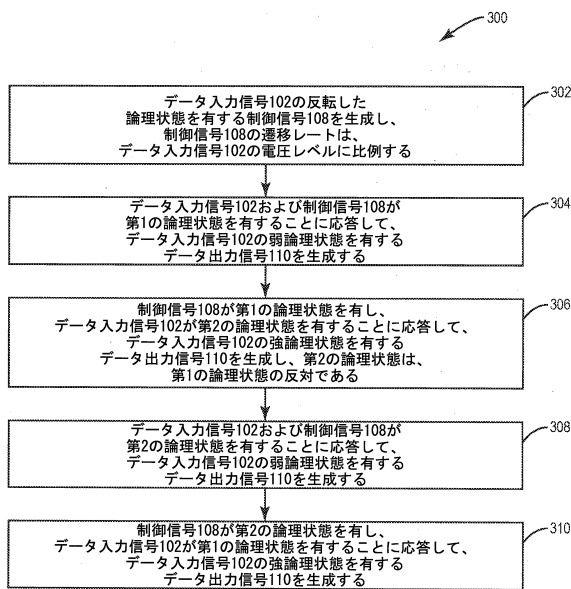 300
302
データ入力信号102の反転した
論理状態を有する制御信号108を生成し、
制御信号108の遷移レートは、
データ入力信号102の電圧レベルに比例する
304
データ入力信号102および制御信号108が
第1の論理状態を有することに応答して、
データ入力信号102の弱論理状態を有する
データ出力信号110を生成する
306
制御信号108が第1の論理状態を有し、
データ入力信号102が第2の論理状態を有することに応答して、
データ入力信号102の強論理状態を有する
データ出力信号110を生成し、第2の論理状態は、
第1の論理状態の反対である
308
データ入力信号102および制御信号108が
第2の論理状態を有することに応答して、
データ入力信号102の弱論理状態を有する
データ出力信号110を生成する
310
制御信号108が第2の論理状態を有し、
データ入力信号102が第1の論理状態を有することに応答して、
データ入力信号102の強論理状態を有する
データ出力信号110を生成する